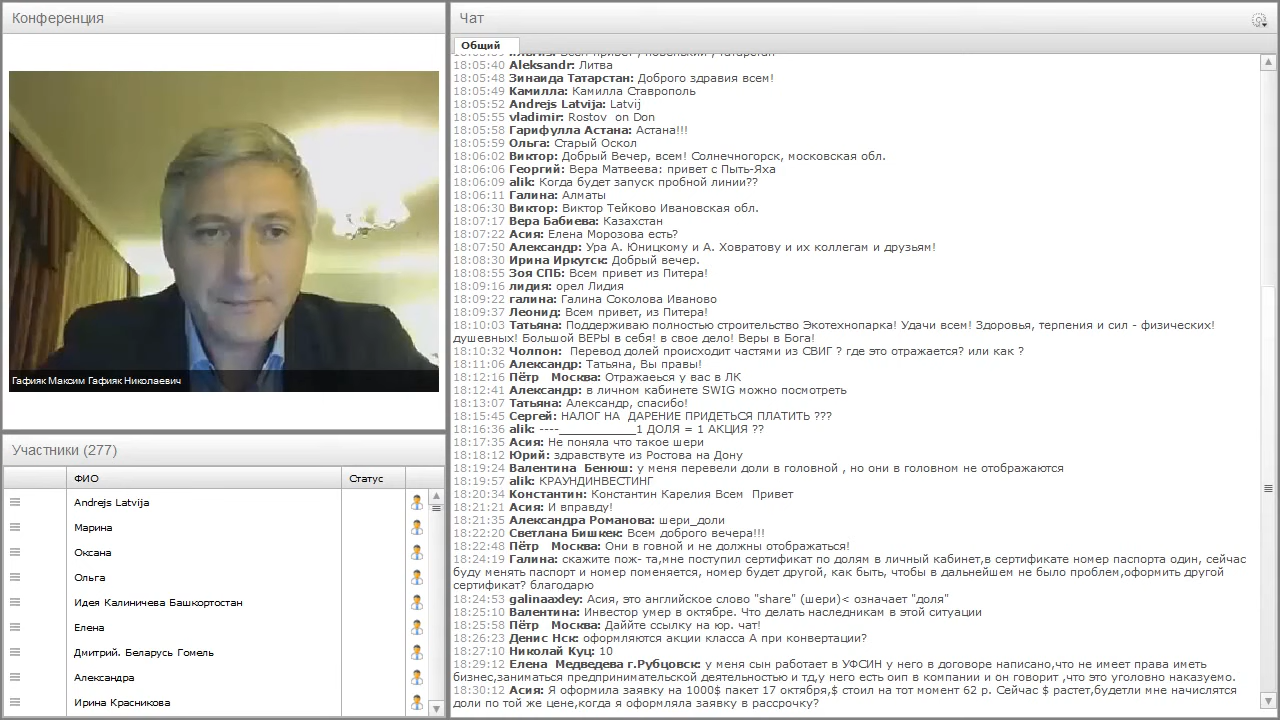 Конференция
Гафияк Максим Гафияк Николаевич
Участники (277)
ФИО
Статус
Andrejs Latvija
Марина
Оксана
Ольга
Идея Калиничева Башкортостан
Елена
Дмитрий. Беларусь Гомель
Александра
Ирина Красникова
Чат
Общий
18:05:40 Aleksandr: Литва
18:05:48 Зинаида Татарстан: Доброго здравия всем!
18:05:49 Камилла: Камилла Ставрополь
18:05:52 Andrejs Latvija: Latvij
18:05:55 vladimir: Rostov on Don
18:05:58 Гарифулла Астана: Астана!!!
18:05:59 Ольга: Старый Оскол
18:06:02 Виктор: Добрый Вечер, всем! Солнечногорск, московская обл.
18:06:06 Георгий: Вера Матвеева: привет с Пыть-Яха
18:06:09 alik: Когда будет запуск пробной линии??
18:06:11 Галина: Алматы
18:06:30 Виктор: Виктор Тейково Ивановская обл.
18:07:17 Вера Бабиева: Казахстан
18:07:22 Асия: Елена Морозова есть?
18:07:50 Александр: Ура А. Юницкому и А. Ховратову и их коллегам и друзьям!
18:08:30 Ирина Иркутск: Добрый вечер.
18:08:55 Зоя СПБ: Всем привет из Питера!
18:09:16 лидия: орел Лидия
18:09:22 галина: Галина Соколова Иваново
18:09:37 Леонид: Всем привет, из Питера!
18:10:03 Татьяна: Поддерживаю полностью строительство Экотехнопарка! Удачи всем! Здоровья, терпения и сил - физических!
душевных! Большой ВЕРЫ в себя! в свое дело! Веры в Бога!
18:10:32 Чолпон: Перевод долей происходит частями из СВИГ ? где это отражается? или как ?
18:11:06 Александр: Татьяна, Вы правы!
18:12:16 Пётр Москва: Отражаеься у вас в ЛК
18:12:41 Александр: в личном кабинете SWIG можно посмотреть
18:13:07 Татьяна: Александр, спасибо!
18:15:45 Сергей: НАЛОГ НА ДАРЕНИЕ ПРИДЕТЬСЯ ПЛАТИТЬ ???
18:16:36 alik: ----____________1 ДОЛЯ = 1 АКЦИЯ ??
18:17:35 Асия: Не поняла что такое шери
18:18:12 Юрий: здравствуте из Ростова на Дону
18:19:24 Валентина Бенюш: у меня перевели доли в головной , но они в головном не отображаются
18:19:57 alik: КРАУНДИНВЕСТИНГ
18:20:34 Константин: Константин Карелия Всем Привет
18:21:21 Асия: И вправду!
18:21:35 Александра Романова: шери_доли
18:22:20 Светлана Бишкек: Всем доброго вечера!!!
18:22:48 Пётр Москва: Они в говной и не должны отображаться!
18:24:19 Галина: скажите пож- та,мне поступил сертификат по долям в личный кабинет,в сертификате номер паспорта один, сейчас
буду менять паспорт и номер поменяется, номер будет другой, как быть, чтобы в дальнейшем не было проблем,оформить другой
сертификат? благодарю
18:24:53 galinaaxley: Асия, это английское слово "share" (шери)< означает "доля"
18:25:10 Валентина: Инвестор умер в октябре. Что делать наследникам в этой ситуации
18:25:58 Пётр Москва: Даййте ссылку на юр. чат!
18:26:23 Денис Нск: оформляются акции класса А при конвертации?
18:27:10 Николай Куц: 10
18:29:12 Елена Медведева г.Рубцовск: у меня сын работает в УФСИН у него в договоре написано,что не имет права иметь
бизнес,заниматься предпринимательской деятельностью и тд,у него есть оип в компании и он говорит ,что это уголовно наказуемо.
18:30:12 Асия: Я оформила заявку на 1000$ пакет 17 октября,$ стоил на тот момент 62 р. Сейчас $ растет,будетли мне начислятся
доли по той же цене,когда я оформляла заявку в рассрочку?